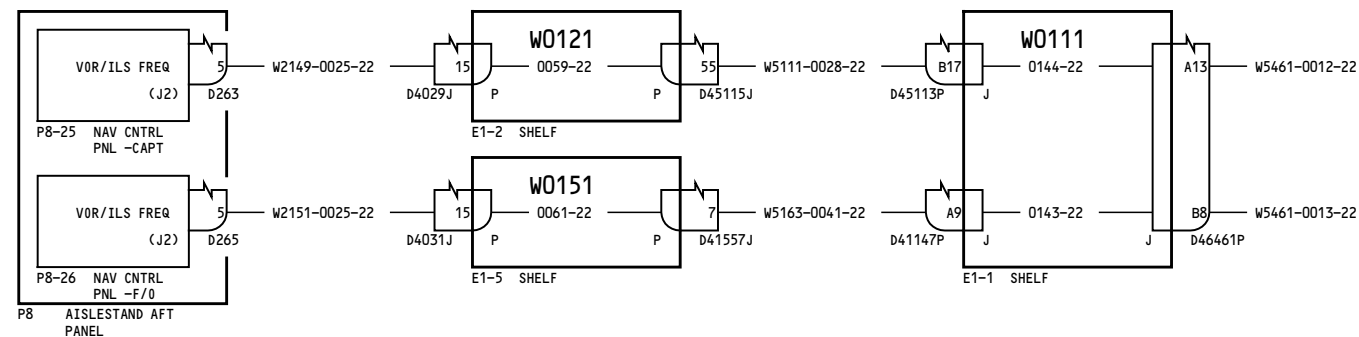 W0121
W0111
VOR/ILS FREQ
5
W2149-0025-22
15
0059-22
55
W5111-0028-22
B17
0144-22
A13
W5461-0012-22
(J2)
D263
D4029J
P
P
D45115J
D45113P
J
P8-25 NAV CNTRL
PNL -CAPT
E1-2 SHELF
W0151
VOR/ILS FREQ
5
W2151-0025-22
15
0061-22
7
W5163-0041-22
A9
0143-22
B8
W5461-0013-22
(J2)
D265
D4031J
P
P
D41557J
D41147P
J
J
D46461P
P8-26 NAV CNTRL
PNL -F/O
E1-5 SHELF
E1-1 SHELF
P8 AISLESTAND AFT
PANEL